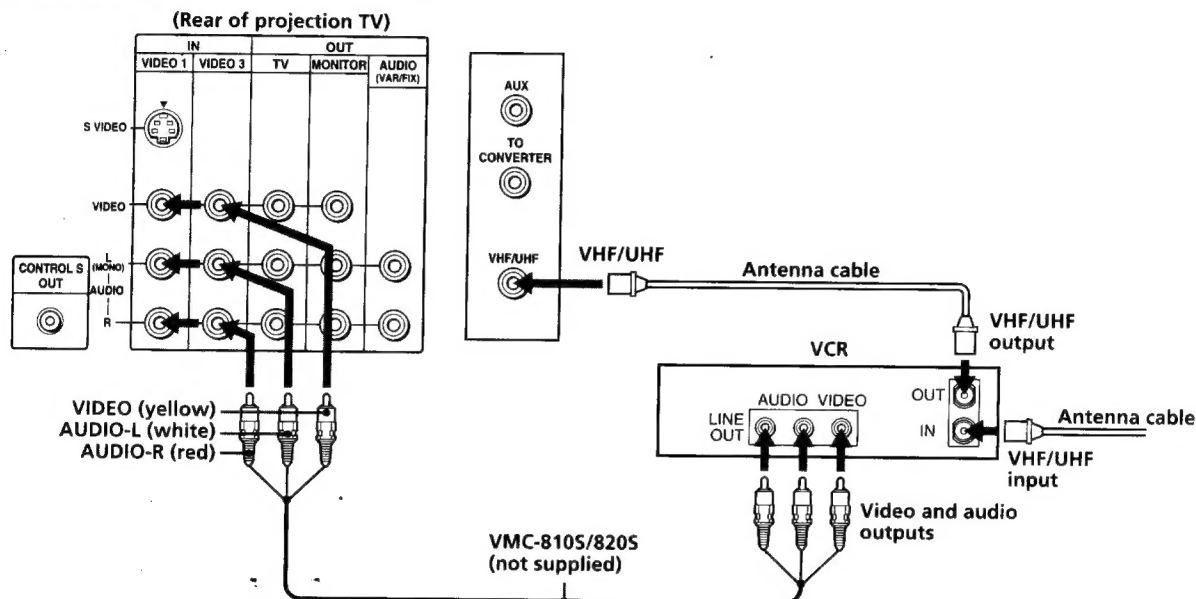 (Rear of projection TV)
IN
OUT
VIDEO 1
VIDEO 3
TV
MONITOR
AUDIO
(VAR/FIX)
S VIDEO
VIDEO
L
(MONO)
AUDIO
R
CONTROL S
OUT
AUX
TO
CONVERTER
VHF/UHF
VHF/UHF
Antenna cable
VHF/UHF
output
VCR
OUT
IN
AUDIO VIDEO
LINE
OUT
Antenna cable
VHF/UHF
input
VIDEO (yellow)
AUDIO-L (white)
AUDIO-R (red)
Video and audio
outputs
VMC-810S/820S
(not supplied)